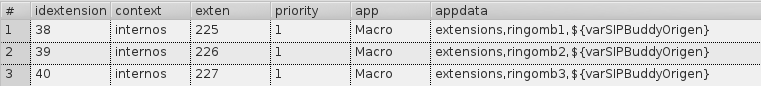 # idextension context exten priority app appdata
1 38 internos 225 1 Macro extensions,ringomb1,${varSIPBuddyOrigen}
2 39 internos 226 1 Macro extensions,ringomb2,${varSIPBuddyOrigen}
3 40 internos 227 1 Macro extensions,ringomb3,${varSIPBuddyOrigen}